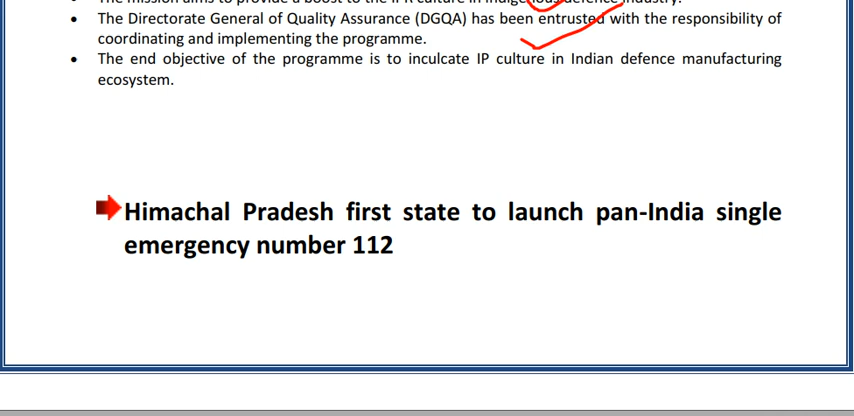 • The Directorate General of Quality Assurance (DGQA) has been entrusted with the responsibility of
coordinating and implementing the programme.
• The end objective of the programme is to inculcate IP culture in Indian defence manufacturing
ecosystem.
Himachal Pradesh first state to launch pan-India single
emergency number 112